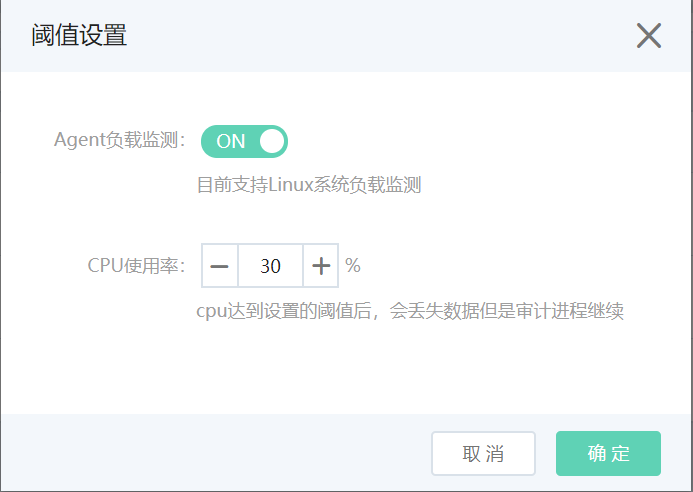 阈值设置
Agent负载监测： ON
目前支持Linux系统负载监测
CPU使用率： － 30 ＋ %
cpu达到设置的阈值后，会丢失数据但是审计进程继续
取 消 确 定